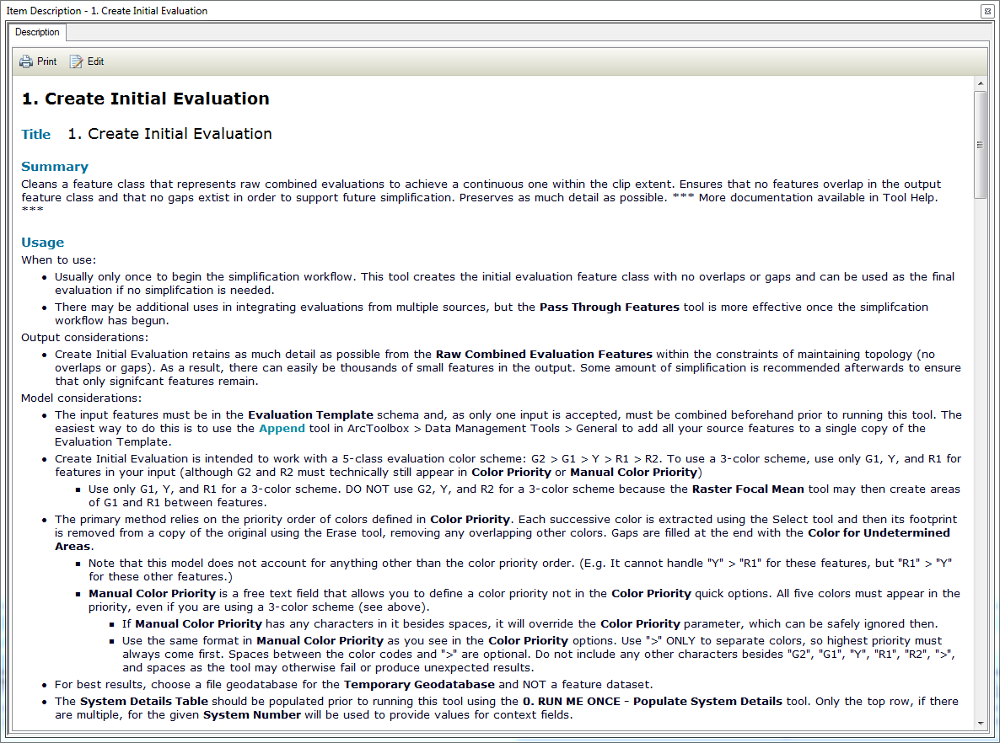 Item Description - 1. Create Initial Evaluation
Description
Print Edit
1. Create Initial Evaluation
Title 1. Create Initial Evaluation
Summary
Cleans a feature class that represents raw combined evaluations to achieve a continuous one within the clip extent. Ensures that no features overlap in the output
feature class and that no gaps extist in order to support future simplification. Preserves as much detail as possible. *** More documentation available in Tool Help.
***
Usage
When to use:
• Usually only once to begin the simplification workflow. This tool creates the initial evaluation feature class with no overlaps or gaps and can be used as the final
evaluation if no simplifcation is needed.
• There may be additional uses in integrating evaluations from multiple sources, but the Pass Through Features tool is more effective once the simplifcation
workflow has begun.
Output considerations:
• Create Initial Evaluation retains as much detail as possible from the Raw Combined Evaluation Features within the constraints of maintaining topology (no
overlaps or gaps). As a result, there can easily be thousands of small features in the output. Some amount of simplification is recommended afterwards to ensure
that only signifcant features remain.
Model considerations:
• The input features must be in the Evaluation Template schema and, as only one input is accepted, must be combined beforehand prior to running this tool. The
easiest way to do this is to use the Append tool in ArcToolbox > Data Management Tools > General to add all your source features to a single copy of the
Evaluation Template.
• Create Initial Evaluation is intended to work with a 5-class evaluation color scheme: G2 > G1 > Y > R1 > R2. To use a 3-color scheme, use only G1, Y, and R1 for
features in your input (although G2 and R2 must technically still appear in Color Priority or Manual Color Priority)
▪ Use only G1, Y, and R1 for a 3-color scheme. DO NOT use G2, Y, and R2 for a 3-color scheme because the Raster Focal Mean tool may then create areas
of G1 and R1 between features.
• The primary method relies on the priority order of colors defined in Color Priority. Each successive color is extracted using the Select tool and then its footprint
is removed from a copy of the original using the Erase tool, removing any overlapping other colors. Gaps are filled at the end with the Color for Undetermined
Areas.
▪ Note that this model does not account for anything other than the color priority order. (E.g. It cannot handle "Y" > "R1" for these features, but "R1" > "Y"
for these other features.)
▪ Manual Color Priority is a free text field that allows you to define a color priority not in the Color Priority quick options. All five colors must appear in the
priority, even if you are using a 3-color scheme (see above).
▪ If Manual Color Priority has any characters in it besides spaces, it will override the Color Priority parameter, which can be safely ignored then.
▪ Use the same format in Manual Color Priority as you see in the Color Priority options. Use ">" ONLY to separate colors, so highest priority must
always come first. Spaces between the color codes and ">" are optional. Do not include any other characters besides "G2", "G1", "Y", "R1", "R2", ">",
and spaces as the tool may otherwise fail or produce unexpected results.
• For best results, choose a file geodatabase for the Temporary Geodatabase and NOT a feature dataset.
• The System Details Table should be populated prior to running this tool using the 0. RUN ME ONCE - Populate System Details tool. Only the top row, if there
are multiple, for the given System Number will be used to provide values for context fields.